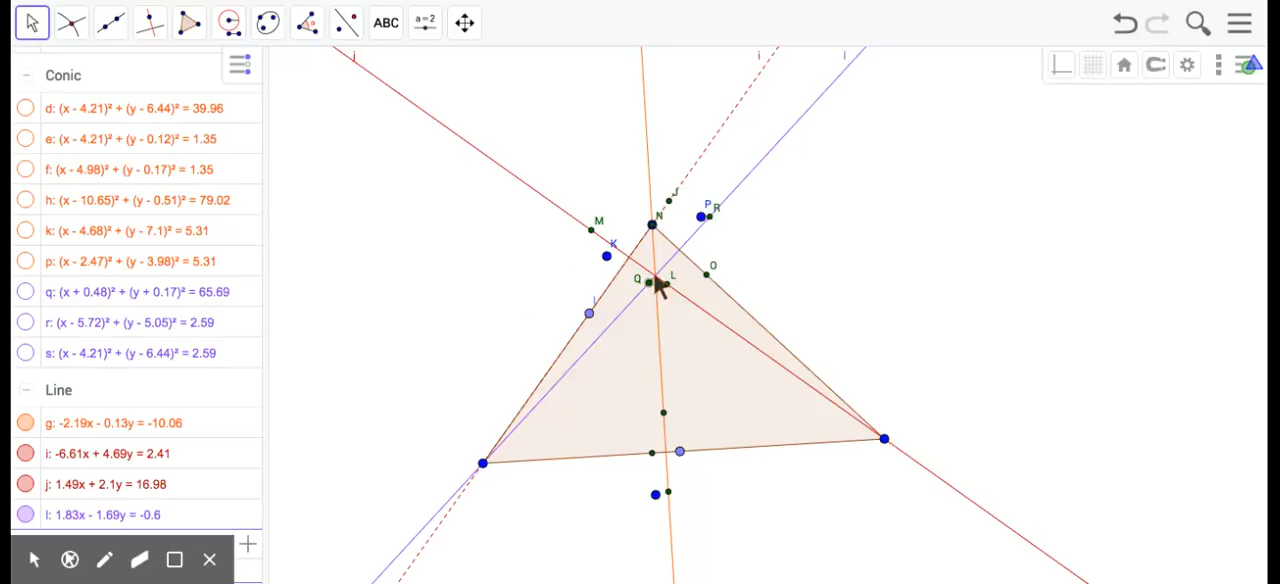 ABC
a=2
Conic
d: (x - 4.21)² + (y - 6.44)² = 39.96
e: (x - 4.21)² + (y - 0.12)² = 1.35
f: (x - 4.98)² + (y - 0.17)² = 1.35
h: (x - 10.65)² + (y - 0.51)² = 79.02
k: (x - 4.68)² + (y - 7.1)² = 5.31
p: (x - 2.47)² + (y - 3.98)² = 5.31
q: (x + 0.48)² + (y + 0.17)² = 65.69
r: (x - 5.72)² + (y - 5.05)² = 2.59
s: (x - 4.21)² + (y - 6.44)² = 2.59
Line
g: -2.19x - 0.13y = -10.06
i: -6.61x + 4.69y = 2.41
j: 1.49x + 2.1y = 16.98
l: 1.83x - 1.69y = -0.6
j
i
l
J
M
N
P
R
K
O
Q
L
I